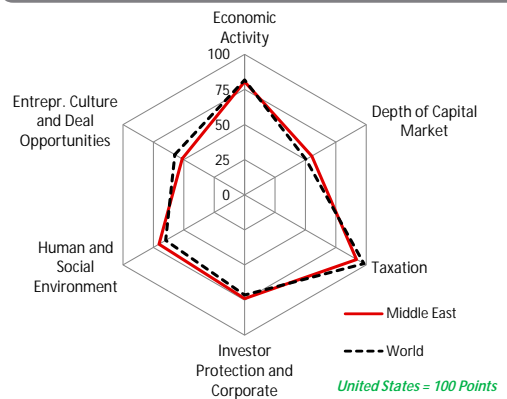 Economic
Activity
100
75
50
25
0
Depth of Capital
Market
Taxation
Investor
Protection and
Corporate
Human and
Social
Environment
Entrepr. Culture
and Deal
Opportunities
Middle East
World
United States = 100 Points